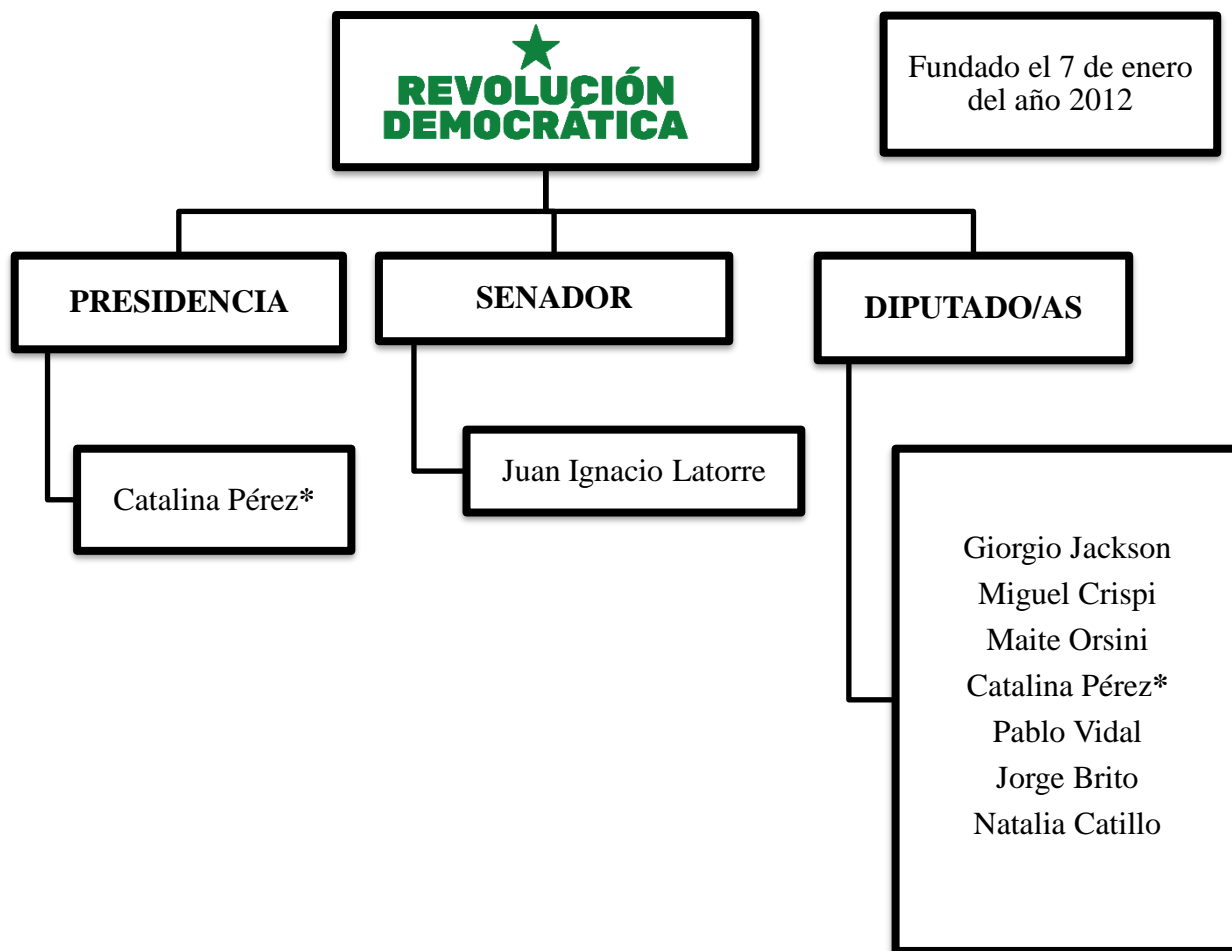 REVOLUCIÓN
DEMOCRÁTICA
Fundado el 7 de enero
del año 2012
PRESIDENCIA
SENADOR
DIPUTADO/AS
Catalina Pérez*
Juan Ignacio Latorre
Giorgio Jackson
Miguel Crispi
Maite Orsini
Catalina Pérez*
Pablo Vidal
Jorge Brito
Natalia Catillo